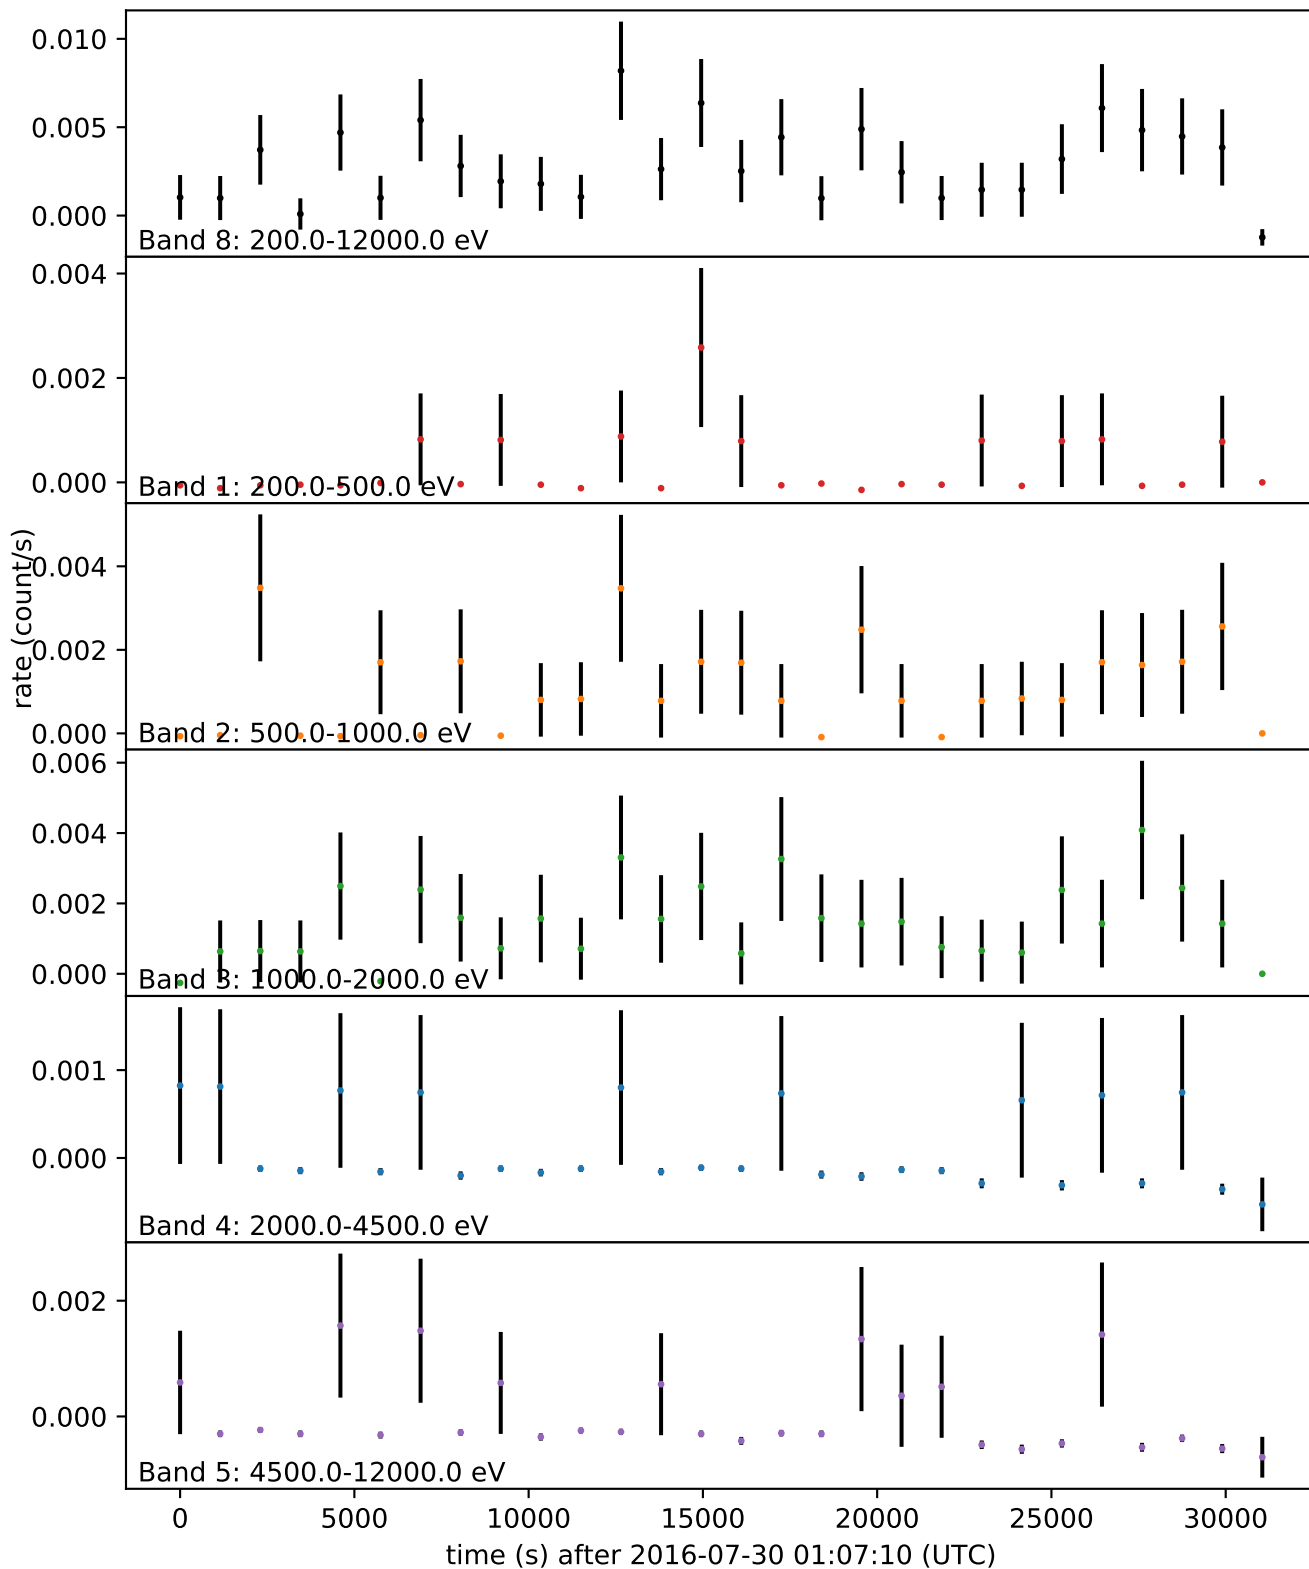 0.010
0.005
0.000
Band 8: 200.0-12000.0 eV
0.004
0.002
0.000
Band 1: 200.0-500.0 eV
rate (count/s)
0.004
0.002
0.000
Band 2: 500.0-1000.0 eV
0.006
0.004
0.002
0.000
Band 3: 1000.0-2000.0 eV
0.001
0.000
Band 4: 2000.0-4500.0 eV
0.002
0.000
Band 5: 4500.0-12000.0 eV
0 5000 10000 15000 20000 25000 30000
time (s) after 2016-07-30 01:07:10 (UTC)